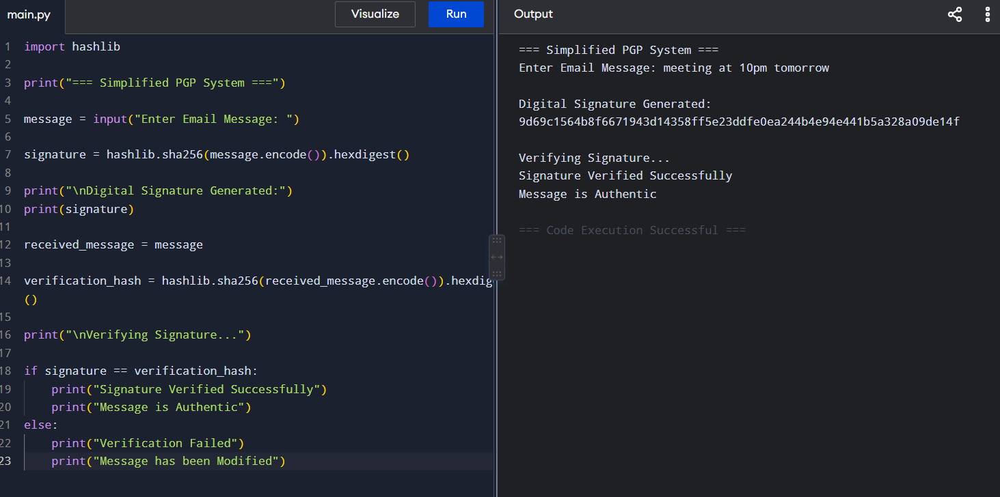 main.py
Visualize
Run
1 import hashlib
2
3 print("=== Simplified PGP System ===")
4
5 message = input("Enter Email Message: ")
6
7 signature = hashlib.sha256(message.encode()).hexdigest()
8
9 print("\nDigital Signature Generated:")
10 print(signature)
11
12 received_message = message
13
14 verification_hash = hashlib.sha256(received_message.encode()).hexdig
()
15
16 print("\nVerifying Signature...")
17
18 if signature == verification_hash:
19 print("Signature Verified Successfully")
20 print("Message is Authentic")
21 else:
22 print("Verification Failed")
23 print("Message has been Modified")
Output
=== Simplified PGP System ===
Enter Email Message: meeting at 10pm tomorrow
Digital Signature Generated:
9d69c1564b8f6671943d14358ff5e23ddfe0ea244b4e94e441b5a328a09de14f
Verifying Signature...
Signature Verified Successfully
Message is Authentic
=== Code Execution Successful ===